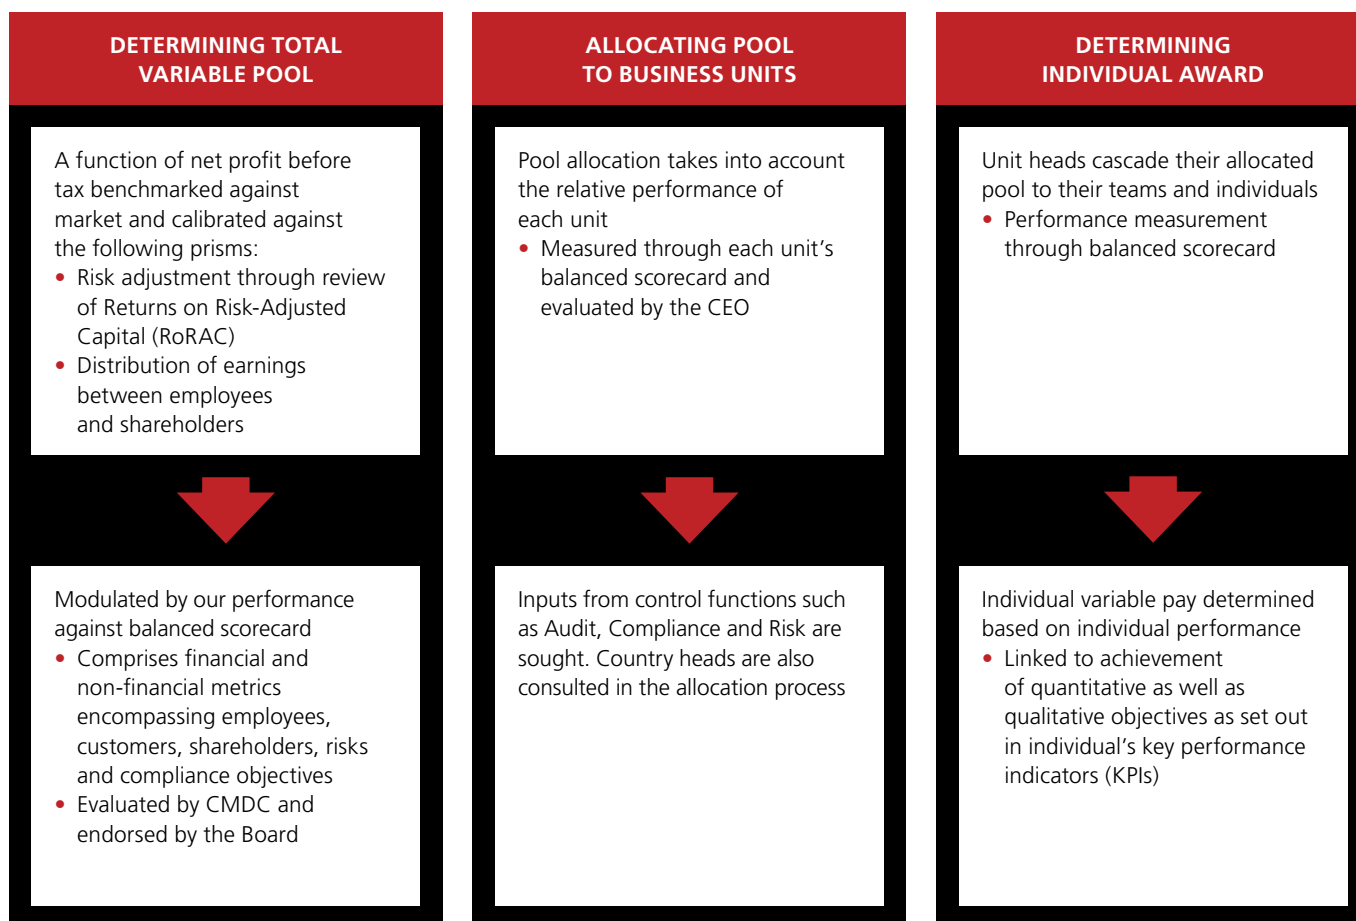 DETERMINING TOTAL
VARIABLE POOL
A function of net profit before
tax benchmarked against
market and calibrated against
the following prisms:
• Risk adjustment through review
of Returns on Risk-Adjusted
Capital (RoRAC)
• Distribution of earnings
between employees
and shareholders
Modulated by our performance
against balanced scorecard
• Comprises financial and
non-financial metrics
encompassing employees,
customers, shareholders, risks
and compliance objectives
• Evaluated by CMDC and
endorsed by the Board
ALLOCATING POOL
TO BUSINESS UNITS
Pool allocation takes into account
the relative performance of
each unit
• Measured through each unit’s
balanced scorecard and
evaluated by the CEO
Inputs from control functions such
as Audit, Compliance and Risk are
sought. Country heads are also
consulted in the allocation process
DETERMINING
INDIVIDUAL AWARD
Unit heads cascade their allocated
pool to their teams and individuals
• Performance measurement
through balanced scorecard
Individual variable pay determined
based on individual performance
• Linked to achievement
of quantitative as well as
qualitative objectives as set out
in individual’s key performance
indicators (KPIs)